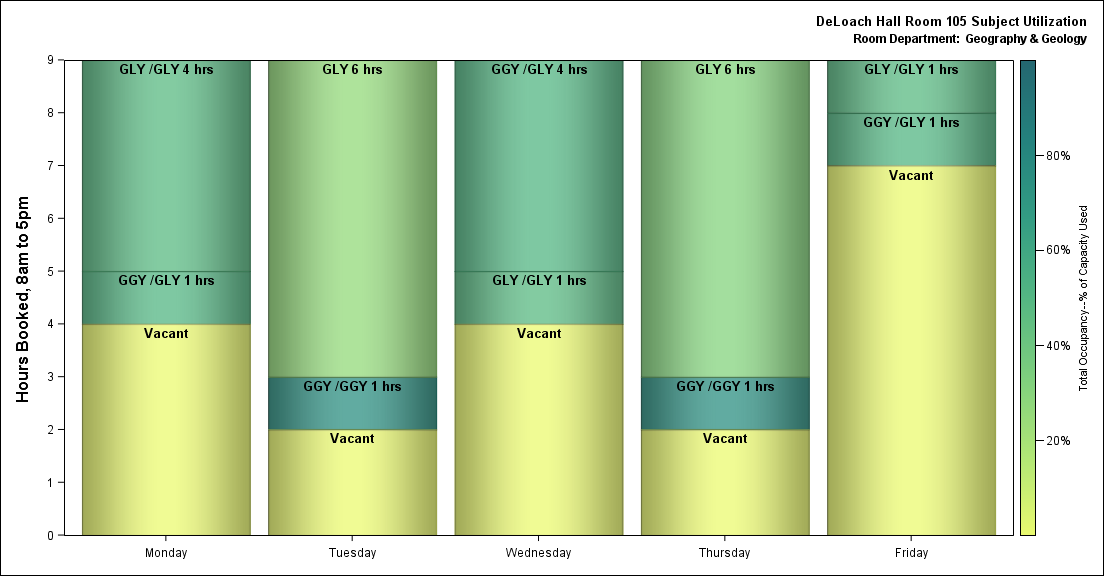 DeLoach Hall Room 105 Subject Utilization
Room Department: Geography & Geology
Hours Booked, 8am to 5pm
9
8
7
6
5
4
3
2
1
0
GLY /GLY 4 hrs
GGY /GLY 1 hrs
Vacant
GLY 6 hrs
GGY /GGY 1 hrs
Vacant
GGY /GLY 4 hrs
GLY /GLY 1 hrs
Vacant
GLY 6 hrs
GGY /GGY 1 hrs
Vacant
GLY /GLY 1 hrs
GGY /GLY 1 hrs
Vacant
Monday
Tuesday
Wednesday
Thursday
Friday
80%
60%
40%
20%
Total Occupancy--% of Capacity Used